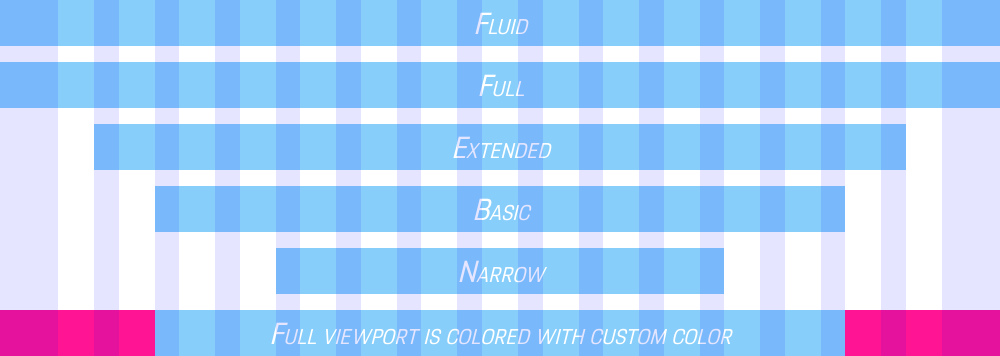 Fluid
Full
Extended
Basic
Narrow
Full viewport is colored with custom color